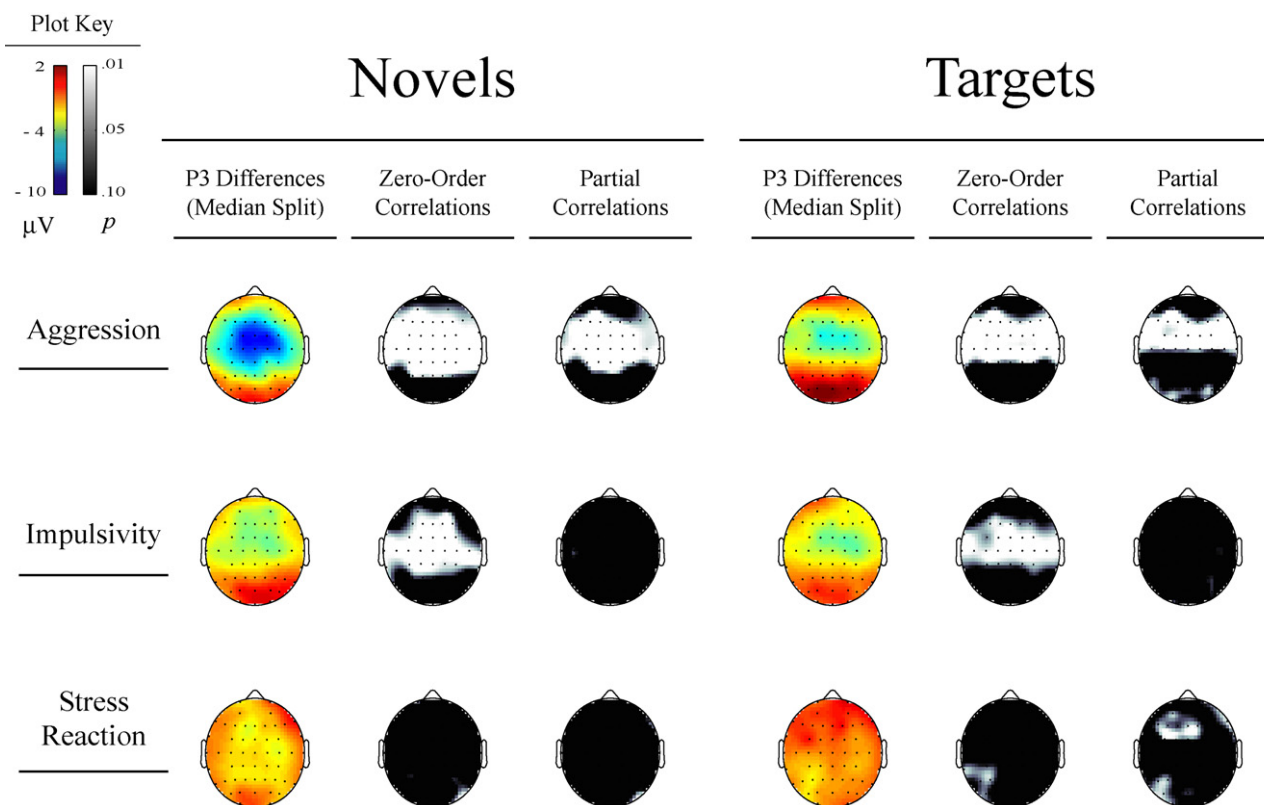 Plot Key
Novels
Targets
2
- 4
- 10
μV
.01
.05
.10
p
P3 Differences
(Median Split)
Zero-Order
Correlations
Partial
Correlations
P3 Differences
(Median Split)
Zero-Order
Correlations
Partial
Correlations
Aggression
Impulsivity
Stress
Reaction